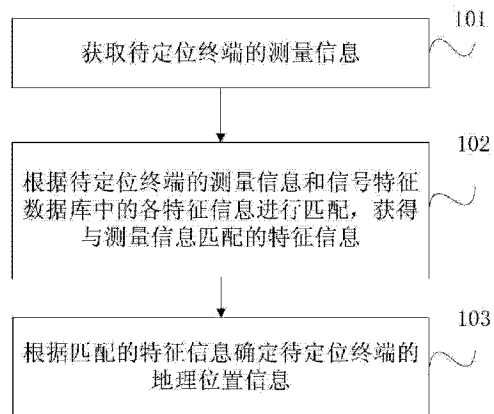 101
获取待定位终端的测量信息
102
根据待定位终端的测量信息和信号特征
数据库中的各特征信息进行匹配，获得
与测量信息匹配的特征信息
103
根据匹配的特征信息确定待定位终端的
地理位置信息